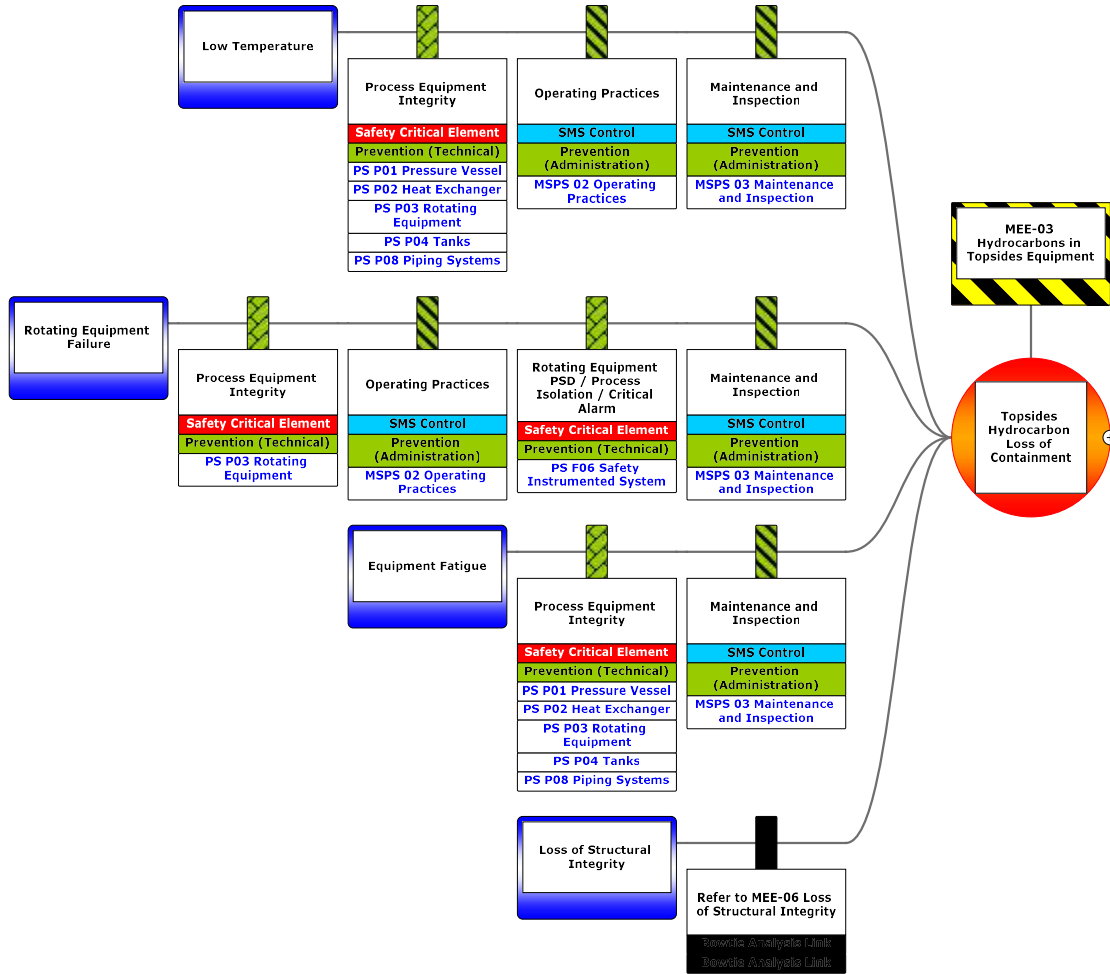 Low Temperature
Process Equipment
Integrity
Safety Critical Element
Prevention (Technical)
PS P01 Pressure Vessel
PS P02 Heat Exchanger
PS P03 Rotating
Equipment
PS P04 Tanks
PS P08 Piping Systems
Operating Practices
SMS Control
Prevention
(Administration)
MSPS 02 Operating
Practices
Maintenance and
Inspection
SMS Control
Prevention
(Administration)
MSPS 03 Maintenance
and Inspection
MEE-03
Hydrocarbons in
Topsides Equipment
Rotating Equipment
Failure
Process Equipment
Integrity
Safety Critical Element
Prevention (Technical)
PS P03 Rotating
Equipment
Operating Practices
SMS Control
Prevention
(Administration)
MSPS 02 Operating
Practices
Rotating Equipment
PSD / Process
Isolation / Critical
Alarm
Safety Critical Element
Prevention (Technical)
PS F06 Safety
Instrumented System
Maintenance and
Inspection
SMS Control
Prevention
(Administration)
MSPS 03 Maintenance
and Inspection
Topsides
Hydrocarbon
Loss of
Containment
Equipment Fatigue
Process Equipment
Integrity
Safety Critical Element
Prevention (Technical)
PS P01 Pressure Vessel
PS P02 Heat Exchanger
PS P03 Rotating
Equipment
PS P04 Tanks
PS P08 Piping Systems
Maintenance and
Inspection
SMS Control
Prevention
(Administration)
MSPS 03 Maintenance
and Inspection
Loss of Structural
Integrity
Refer to MEE-06 Loss
of Structural Integrity
Bowtie Analysis Link
Bowtie Analysis Link